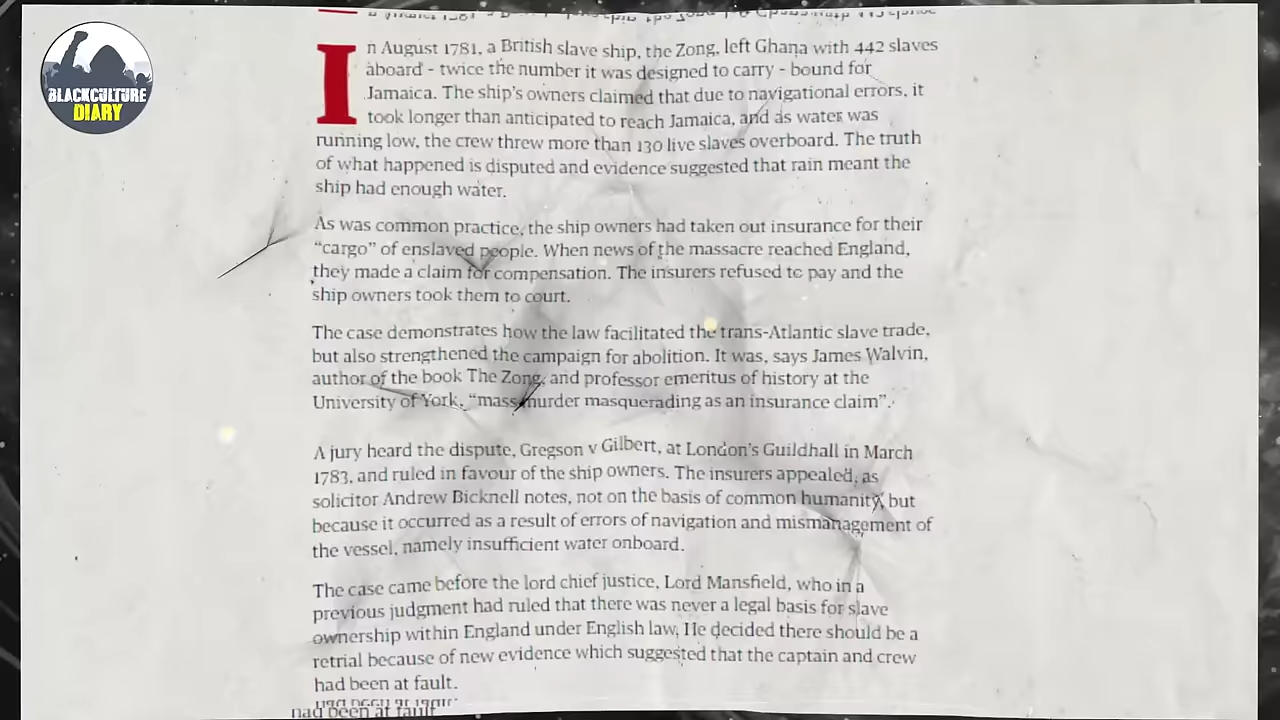 BLACKCULTURE
DIARY
In August 1781, a British slave ship, the Zong, left Ghana with 442 slaves
aboard - twice the number it was designed to carry - bound for
Jamaica. The ship's owners claimed that due to navigational errors, it
took longer than anticipated to reach Jamaica, and as water was
running low, the crew threw more than 130 live slaves overboard. The truth
of what happened is disputed and evidence suggested that rain meant the
ship had enough water.
As was common practice, the ship owners had taken out insurance for their
“cargo” of enslaved people. When news of the massacre reached England,
they made a claim for compensation. The insurers refused to pay and the
ship owners took them to court.
The case demonstrates how the law facilitated the trans-Atlantic slave trade,
but also strengthened the campaign for abolition. It was, says James Walvin,
author of the book The Zong, and professor emeritus of history at the
University of York, “mass murder masquerading as an insurance claim”.
A jury heard the dispute, Gregson v Gilbert, at London's Guildhall in March
1783, and ruled in favour of the ship owners. The insurers appealed, as
solicitor Andrew Bicknell notes, not on the basis of common humanity, but
because it occurred as a result of errors of navigation and mismanagement of
the vessel, namely insufficient water onboard.
The case came before the lord chief justice, Lord Mansfield, who in a
previous judgment had ruled that there was never a legal basis for slave
ownership within England under English law. He decided there should be a
retrial because of new evidence which suggested that the captain and crew
had been at fault.
had been at fault